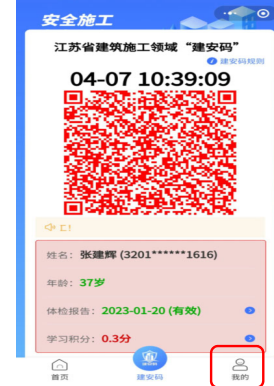 安全施工
江苏省建筑施工领域“建安码”
建安码规则
04-07 10:39:09
姓名：张建辉 (3201******1616)
年龄：37岁
体检报告：2023-01-20 (有效)
学习积分：0.3分
首页
建安码
我的